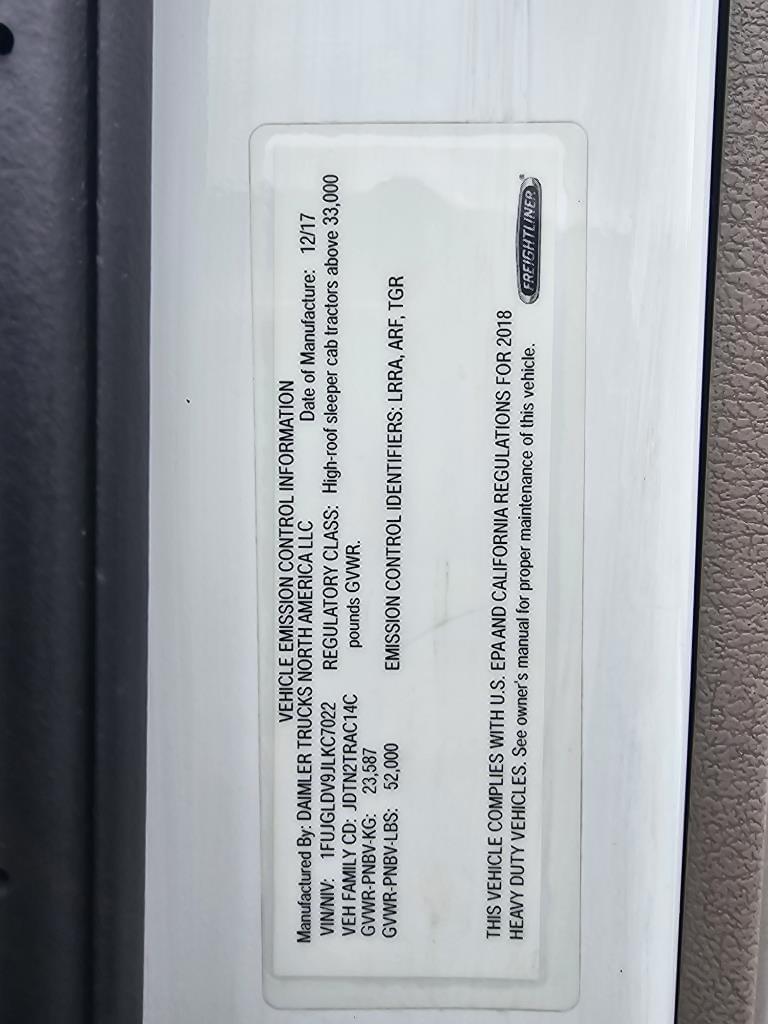 VEHICLE EMISSION CONTROL INFORMATION
Manufactured By: DAIMLER TRUCKS NORTH AMERICA LLC Date of Manufacture: 12/17
VIN/NIV: 1FUJGLDV9JLKC7022 REGULATORY CLASS: High-roof sleeper cab tractors above 33,000
VEH FAMILY CD: JDTN2TRAC14C pounds GVWR.
GVWR-PNBV-KG: 23,587
GVWR-PNBV-LBS: 52,000 EMISSION CONTROL IDENTIFIERS: LRRA, ARF, TGR
THIS VEHICLE COMPLIES WITH U.S. EPA AND CALIFORNIA REGULATIONS FOR 2018
HEAVY DUTY VEHICLES. See owner's manual for proper maintenance of this vehicle.
FREIGHTLINER